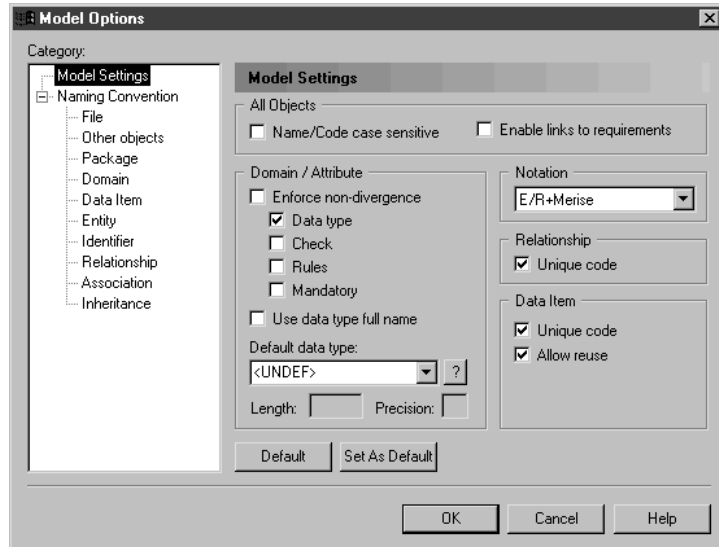 Model Options
Category:
Model Settings
Naming Convention
File
Other objects
Package
Domain
Data Item
Entity
Identifier
Relationship
Association
Inheritance
Model Settings
All Objects
Name/Code case sensitive
Enable links to requirements
Domain / Attribute
Enforce non-divergence
Data type
Check
Rules
Mandatory
Use data type full name
Default data type:
<UNDEF>
?
Length:
Precision:
Notation
E/R+Merise
Relationship
Unique code
Data Item
Unique code
Allow reuse
Default
Set As Default
OK
Cancel
Help